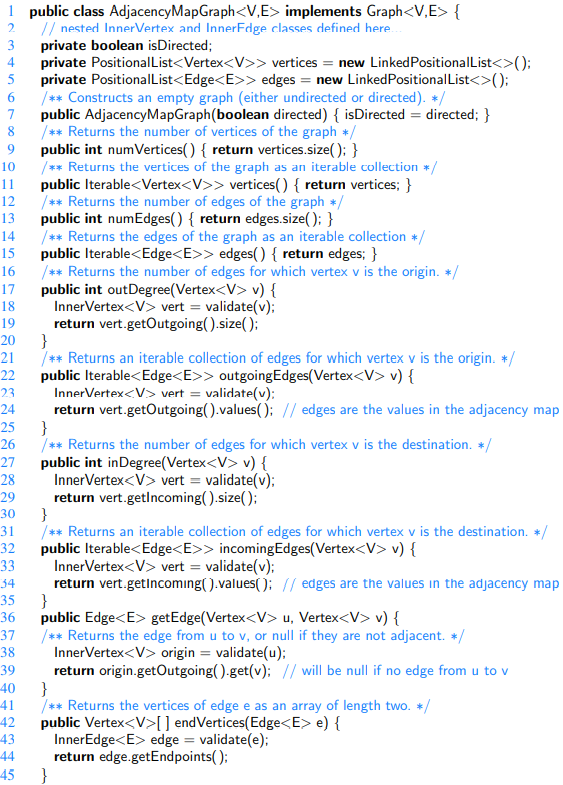 1 public class AdjacencyMapGraph<V,E> implements Graph<V,E> {
2 // nested InnerVertex and InnerEdge classes defined here...
3 private boolean isDirected;
4 private PositionalList<Vertex<V>> vertices = new LinkedPositionalList<>();
5 private PositionalList<Edge<E>> edges = new LinkedPositionalList<>();
6 /** Constructs an empty graph (either undirected or directed). */
7 public AdjacencyMapGraph(boolean directed) { isDirected = directed; }
8 /** Returns the number of vertices of the graph */
9 public int numVertices() { return vertices.size(); }
10 /** Returns the vertices of the graph as an iterable collection */
11 public Iterable<Vertex<V>> vertices() { return vertices; }
12 /** Returns the number of edges of the graph */
13 public int numEdges() { return edges.size(); }
14 /** Returns the edges of the graph as an iterable collection */
15 public Iterable<Edge<E>> edges() { return edges; }
16 /** Returns the number of edges for which vertex v is the origin. */
17 public int outDegree(Vertex<V> v) {
18 InnerVertex<V> vert = validate(v);
19 return vert.getOutgoing().size();
20 }
21 /** Returns an iterable collection of edges for which vertex v is the origin. */
22 public Iterable<Edge<E>> outgoingEdges(Vertex<V> v) {
23 InnerVertex<V> vert = validate(v);
24 return vert.getOutgoing().values(); // edges are the values in the adjacency map
25 }
26 /** Returns the number of edges for which vertex v is the destination. */
27 public int inDegree(Vertex<V> v) {
28 InnerVertex<V> vert = validate(v);
29 return vert.getIncoming().size();
30 }
31 /** Returns an iterable collection of edges for which vertex v is the destination. */
32 public Iterable<Edge<E>> incomingEdges(Vertex<V> v) {
33 InnerVertex<V> vert = validate(v);
34 return vert.getIncoming().values(); // edges are the values in the adjacency map
35 }
36 public Edge<E> getEdge(Vertex<V> u, Vertex<V> v) {
37 /** Returns the edge from u to v, or null if they are not adjacent. */
38 InnerVertex<V> origin = validate(u);
39 return origin.getOutgoing().get(v); // will be null if no edge from u to v
40 }
41 /** Returns the vertices of edge e as an array of length two. */
42 public Vertex<V>[ ] endVertices(Edge<E> e) {
43 InnerEdge<E> edge = validate(e);
44 return edge.getEndpoints();
45 }